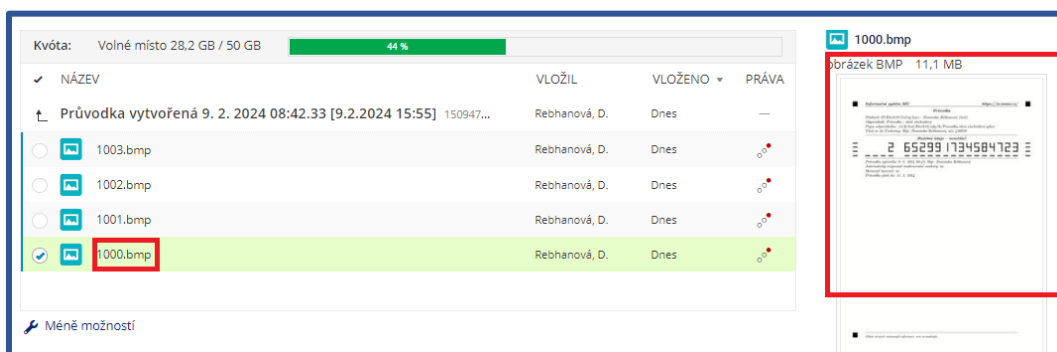 Kvóta: Volné místo 28,2 GB / 50 GB 44 %
NÁZEV VLOŽIL VLOŽENO PRÁVA
Průvodka vytvořená 9. 2. 2024 08:42.33 [9.2.2024 15:55] 150947... Rebhanová, D. Dnes —
1003.bmp Rebhanová, D. Dnes
1002.bmp Rebhanová, D. Dnes
1001.bmp Rebhanová, D. Dnes
1000.bmp Rebhanová, D. Dnes
Méně možností
1000.bmp
obrázek BMP 11,1 MB
Průvodka
2 652991734584723